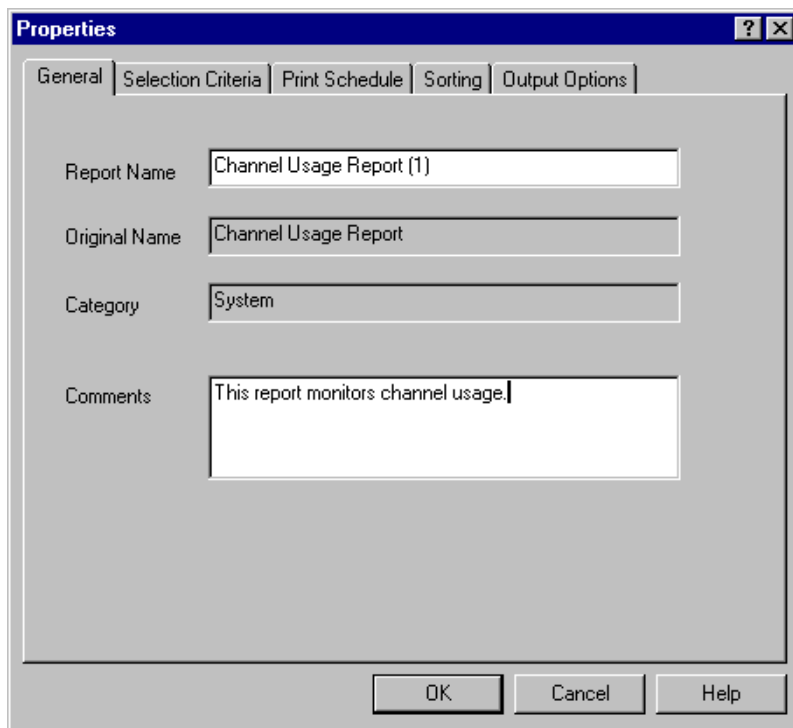 Properties
General Selection Criteria Print Schedule Sorting Output Options
Report Name Channel Usage Report (1)
Original Name Channel Usage Report
Category System
Comments This report monitors channel usage.
OK Cancel Help